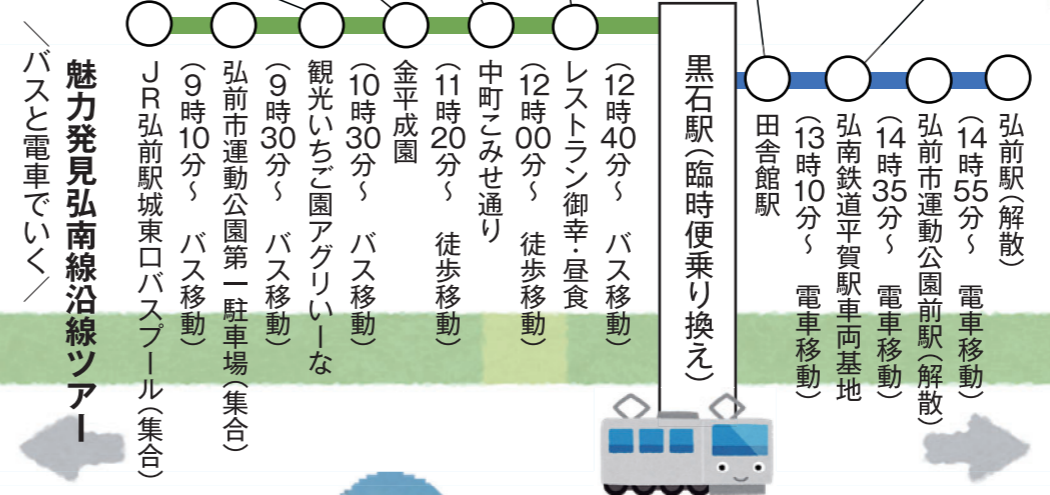 ＼バスと電車でいく／
魅力発見弘南線沿線ツアー
JR弘前駅城東口バスプール（集合）
（9時10分～　バス移動）
弘前市運動公園第一駐車場（集合）
（9時30分～　バス移動）
観光いちご園アグリいーな
（10時30分～　バス移動）
金平成園
（11時20分～　徒歩移動）
中町こみせ通り
（12時00分～　徒歩移動）
レストラン御幸・昼食
（12時40分～　バス移動）
黒石駅（臨時便乗り換え）
田舎館駅
（13時10分～　電車移動）
弘南鉄道平賀駅車両基地
（14時35分～　電車移動）
弘前市運動公園前駅（解散）
（14時55分～　電車移動）
弘前駅（解散）